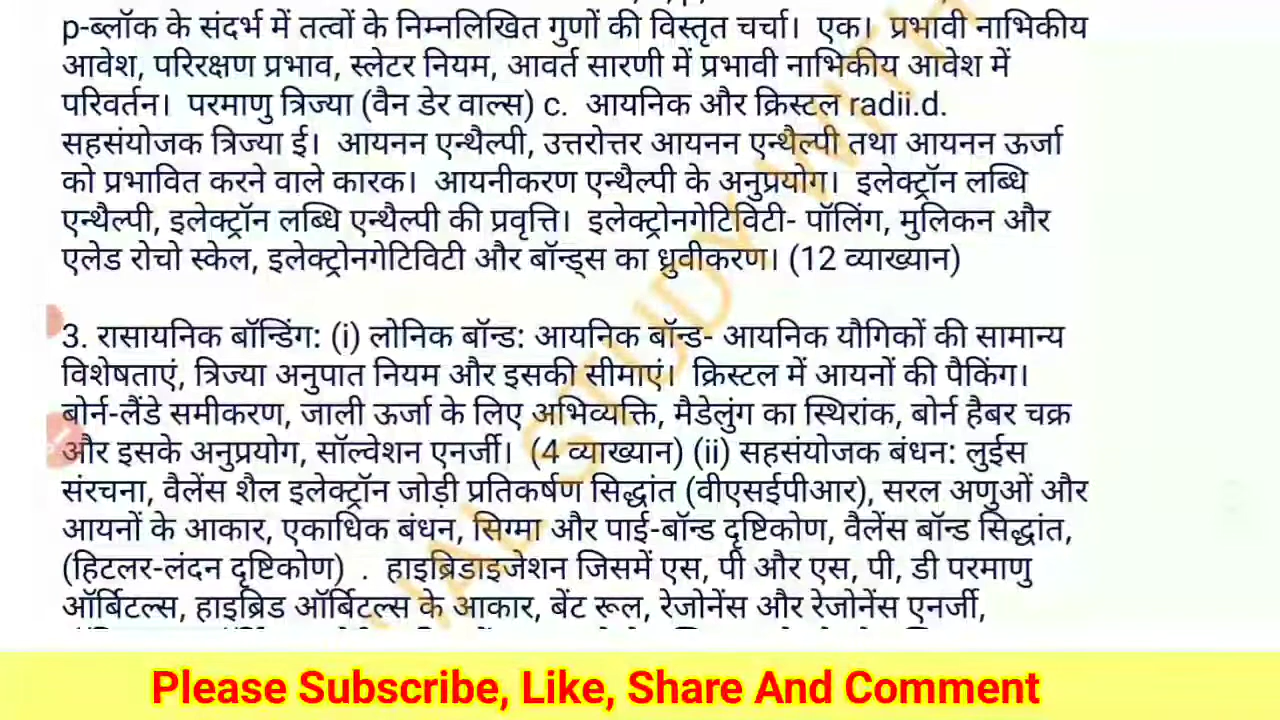 p-ब्लॉक के संदर्भ में तत्वों के निम्नलिखित गुणों की विस्तृत चर्चा। एक। प्रभावी नाभिकीय
आवेश, परिरक्षण प्रभाव, स्लेटर नियम, आवर्त सारणी में प्रभावी नाभिकीय आवेश में
परिवर्तन। परमाणु त्रिज्या (वैन डेर वाल्स) c. आयनिक और क्रिस्टल radii.d.
सहसंयोजक त्रिज्या ई। आयनन एन्थैल्पी, उत्तरोत्तर आयनन एन्थैल्पी तथा आयनन ऊर्जा
को प्रभावित करने वाले कारक। आयनीकरण एन्थैल्पी के अनुप्रयोग। इलेक्ट्रॉन लब्धि
एन्थैल्पी, इलेक्ट्रॉन लब्धि एन्थैल्पी की प्रवृत्ति। इलेक्ट्रोनगेटिविटी- पॉलिंग, मुलिकन और
एलेड रोचो स्केल, इलेक्ट्रोनगेटिविटी और बॉन्ड्स का ध्रुवीकरण। (12 व्याख्यान)
3. रासायनिक बॉन्डिंग: (i) लोनिक बॉन्ड: आयनिक बॉन्ड- आयनिक यौगिकों की सामान्य
विशेषताएं, त्रिज्या अनुपात नियम और इसकी सीमाएं। क्रिस्टल में आयनों की पैकिंग।
बोर्न-लैंडे समीकरण, जाली ऊर्जा के लिए अभिव्यक्ति, मैडेलुंग का स्थिरांक, बोर्न हैबर चक्र
और इसके अनुप्रयोग, सॉल्वेशन एनर्जी। (4 व्याख्यान) (ii) सहसंयोजक बंधन: लुईस
संरचना, वैलेंस शैल इलेक्ट्रॉन जोड़ी प्रतिकर्षण सिद्धांत (वीएसईपीआर), सरल अणुओं और
आयनों के आकार, एकाधिक बंधन, सिग्मा और पाई-बॉन्ड दृष्टिकोण, वैलेंस बॉन्ड सिद्धांत,
(हिटलर-लंदन दृष्टिकोण) . हाइब्रिडाइजेशन जिसमें एस, पी और एस, पी, डी परमाणु
ऑर्बिटल्स, हाइब्रिड ऑर्बिटल्स के आकार, बेंट रूल, रेजोनेंस और रेजोनेंस एनर्जी,
STUDY
Please Subscribe, Like, Share And Comment